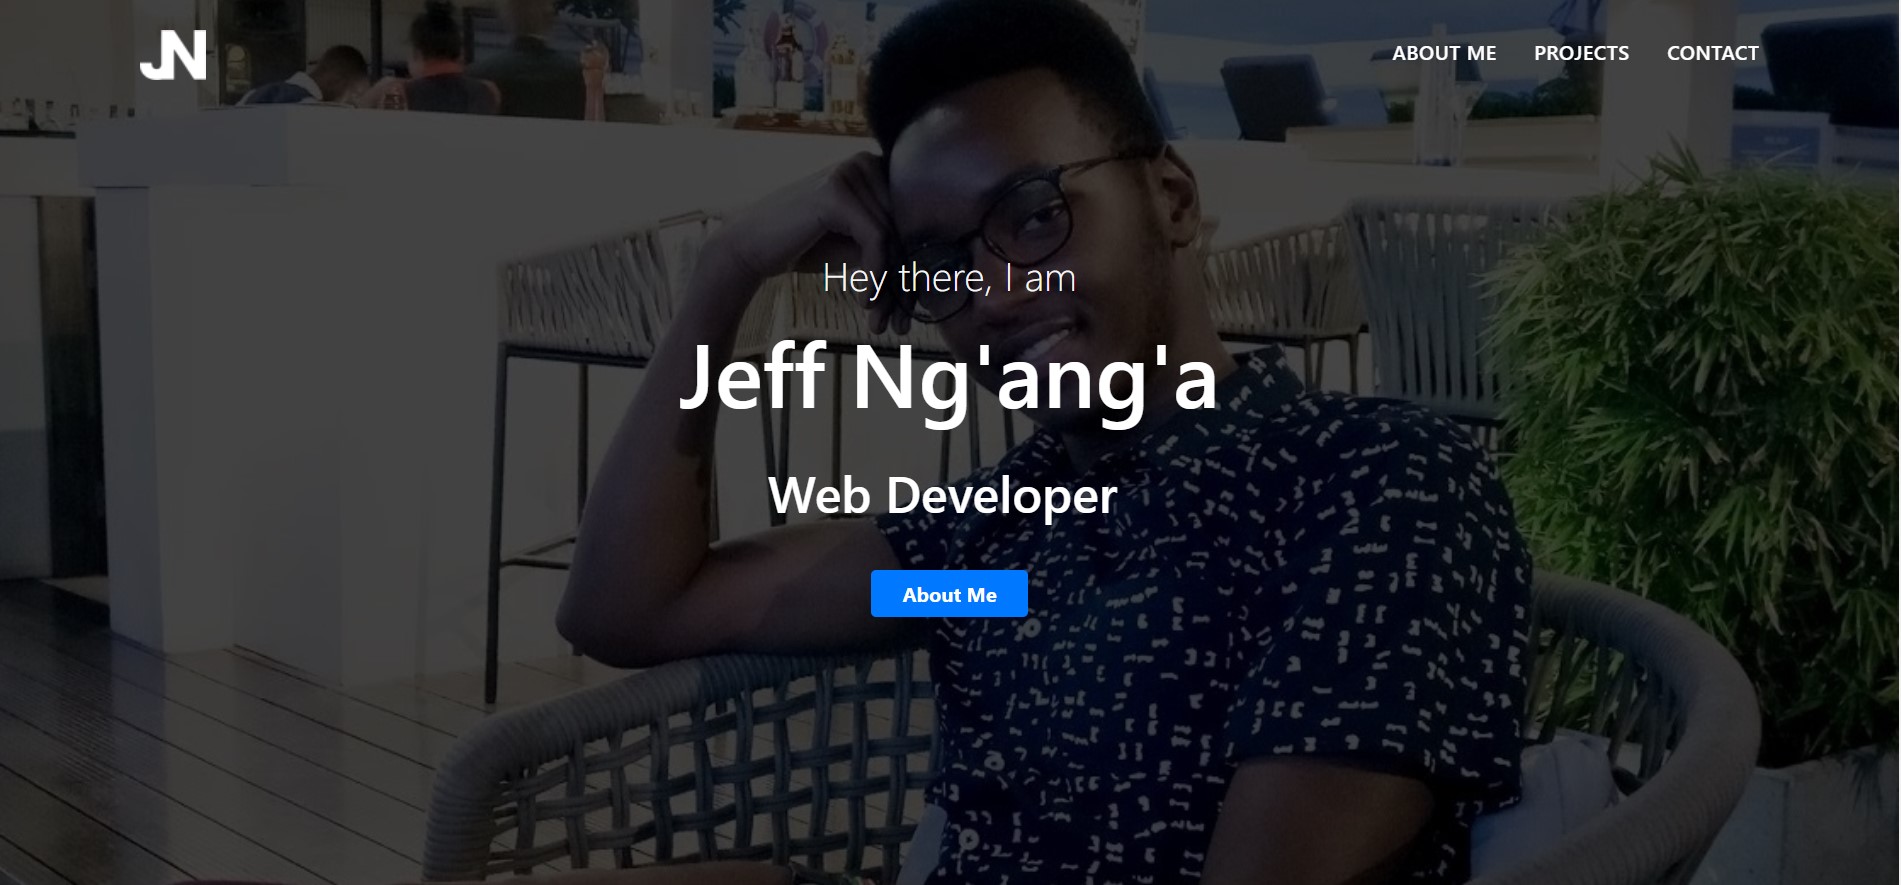 JN
ABOUT ME PROJECTS CONTACT
Hey there, I am
Jeff Ng'ang'a
Web Developer
About Me